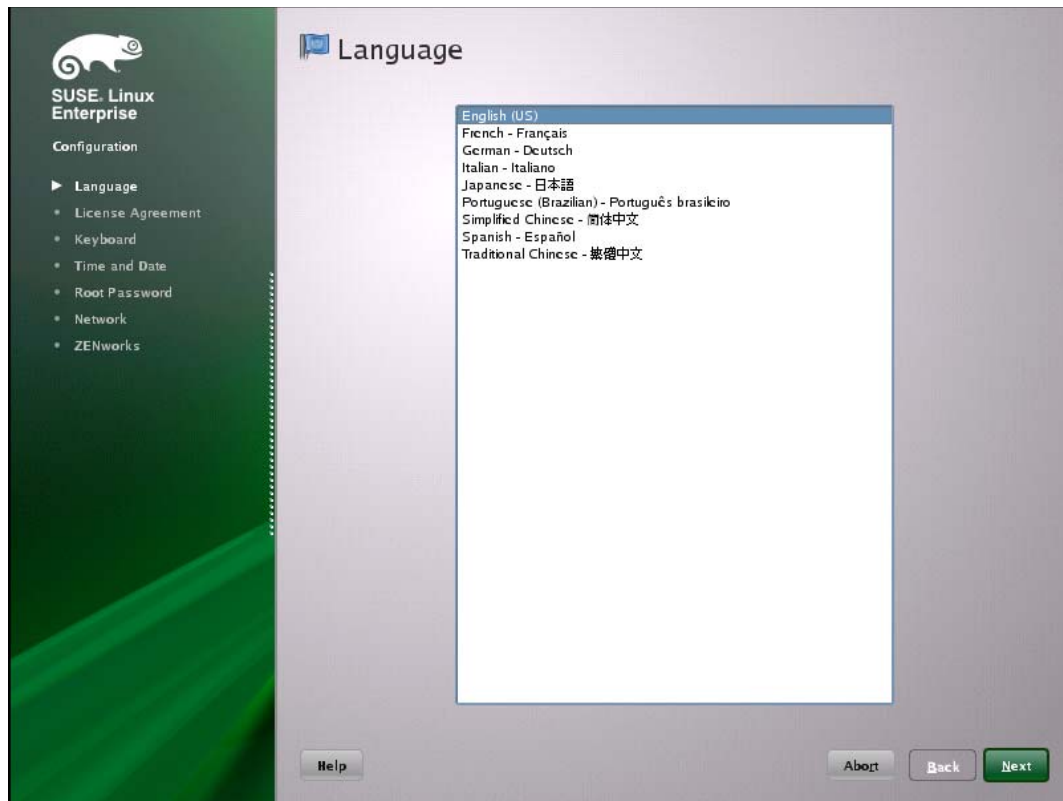 SUSE. Linux
Enterprise
Configuration
Language
License Agreement
Keyboard
Time and Date
Root Password
Network
ZENworks
Language
English (US)
French - Français
German - Deutsch
Italian - Italiano
Japanese - 日本語
Portuguese (Brazilian) - Português brasileiro
Simplified Chinese - 简体中文
Spanish - Español
Traditional Chinese - 繁體中文
Help
Abort
Back
Next